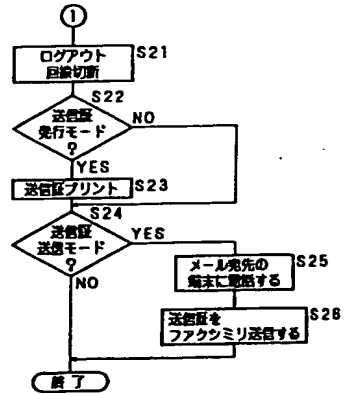 1
ログアウト
回線切断
S21
S22
送信証
発行モード
?
NO
YES
送信証プリント
S23
S24
送信証
送信モード
?
YES
NO
メール宛先の
端末に電話する
S25
送信証を
ファクシミリ送信する
S26
終了